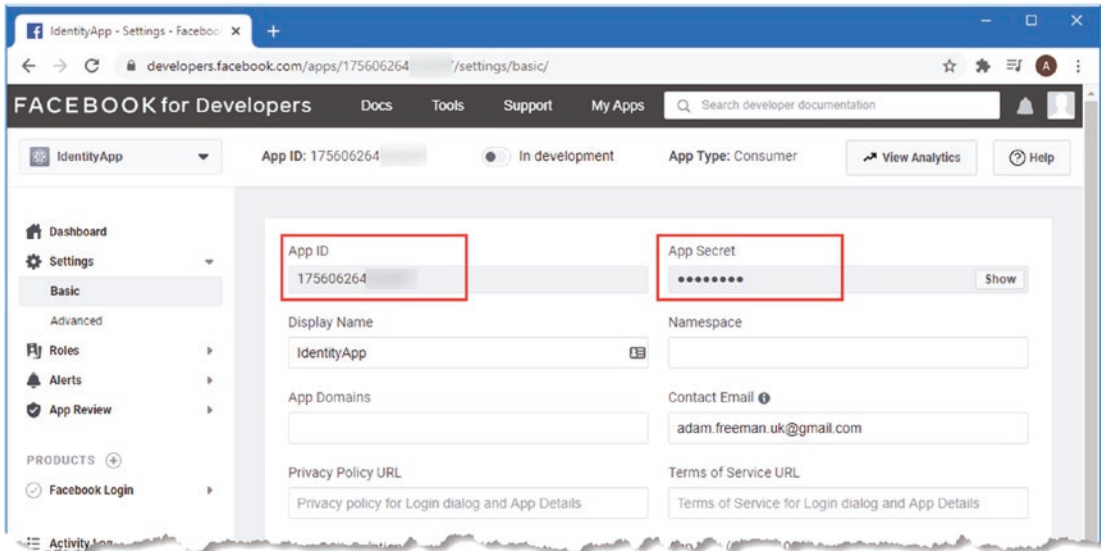 IdentityApp - Settings - Faceboo
developers.facebook.com/apps/175606264 /settings/basic/
A
FACEBOOK for Developers Docs Tools Support My Apps Search developer documentation
IdentityApp App ID: 175606264 In development App Type: Consumer View Analytics Help
Dashboard
Settings
Basic
Advanced
Roles
Alerts
App Review
PRODUCTS
Facebook Login
Activity
App ID
175606264
App Secret
●●●●●●●● Show
Display Name
IdentityApp
Namespace
App Domains
Contact Email
adam.freeman.uk@gmail.com
Privacy Policy URL
Privacy policy for Login dialog and App Details
Terms of Service URL
Terms of Service for Login dialog and App Details